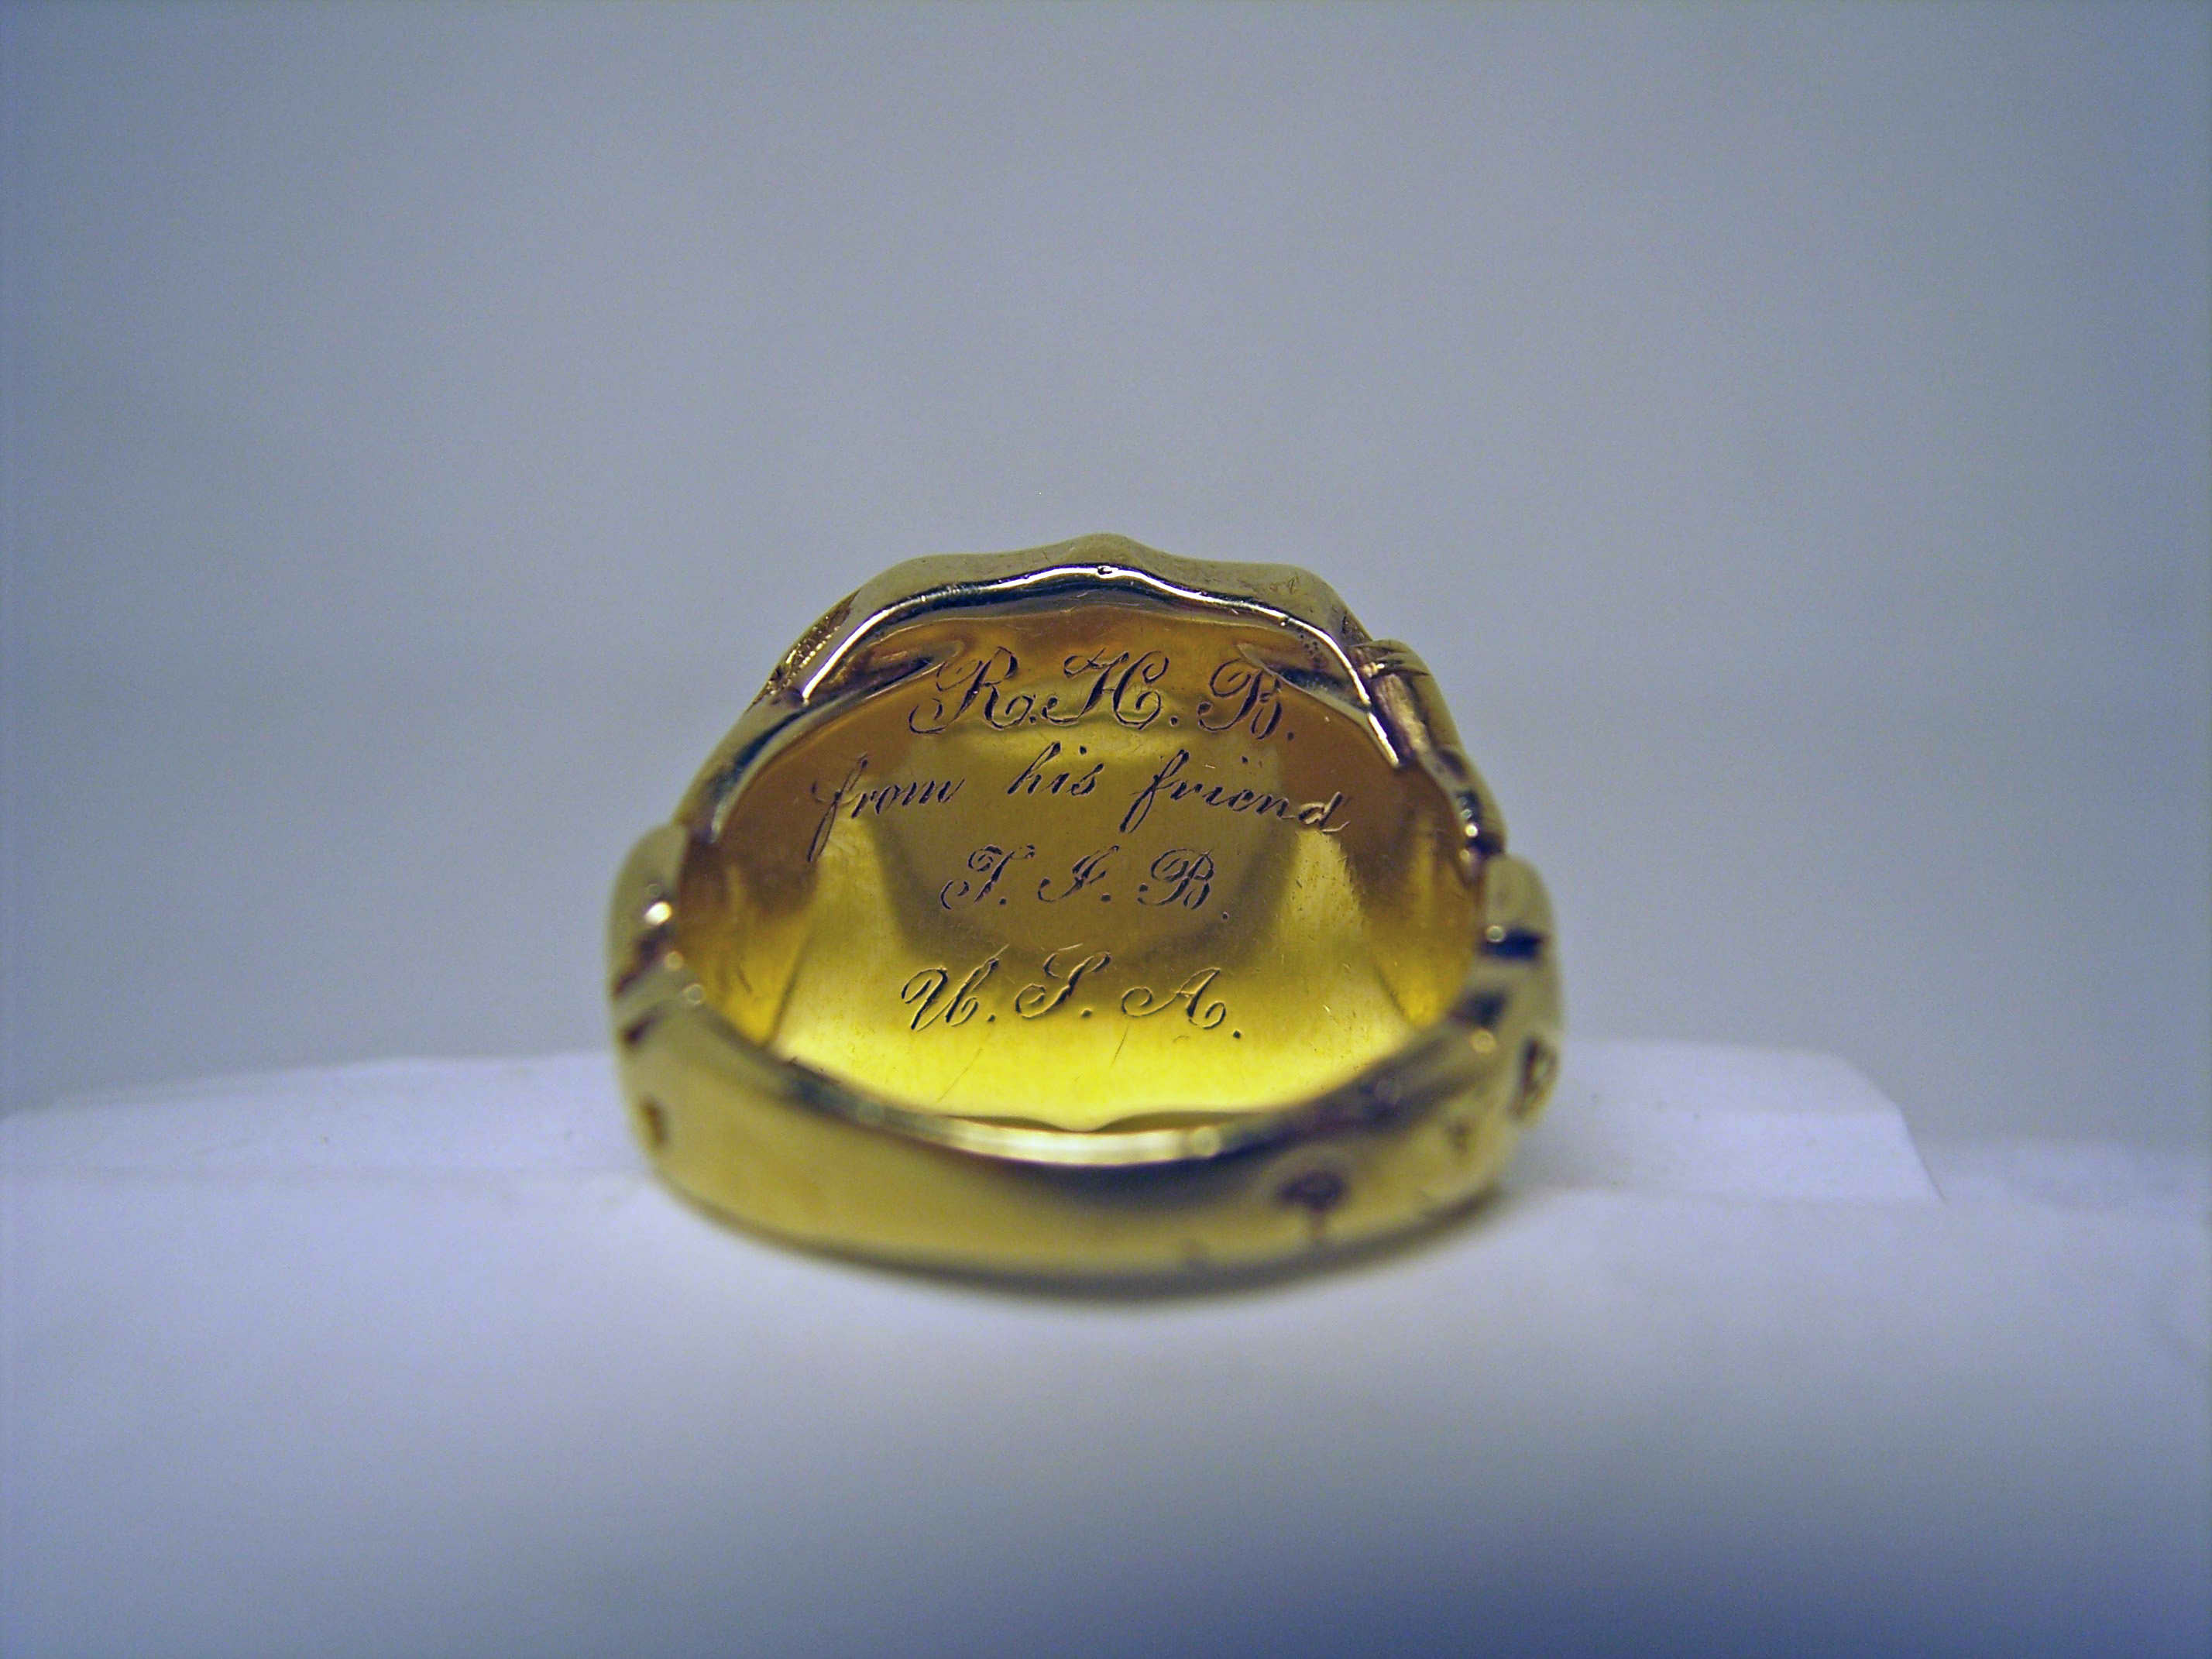 R. H. B.
from his friend
T. I. B.
U. S. A.